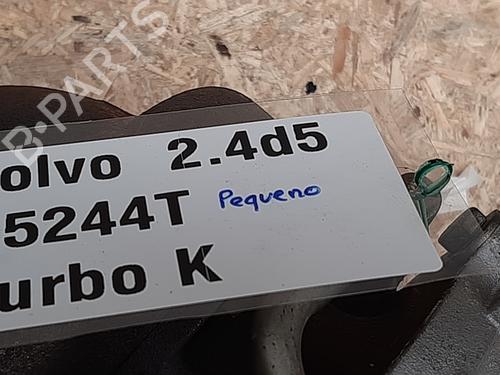 B-PARTS
olvo 2.4d5
5244T Pequeno
urbo K